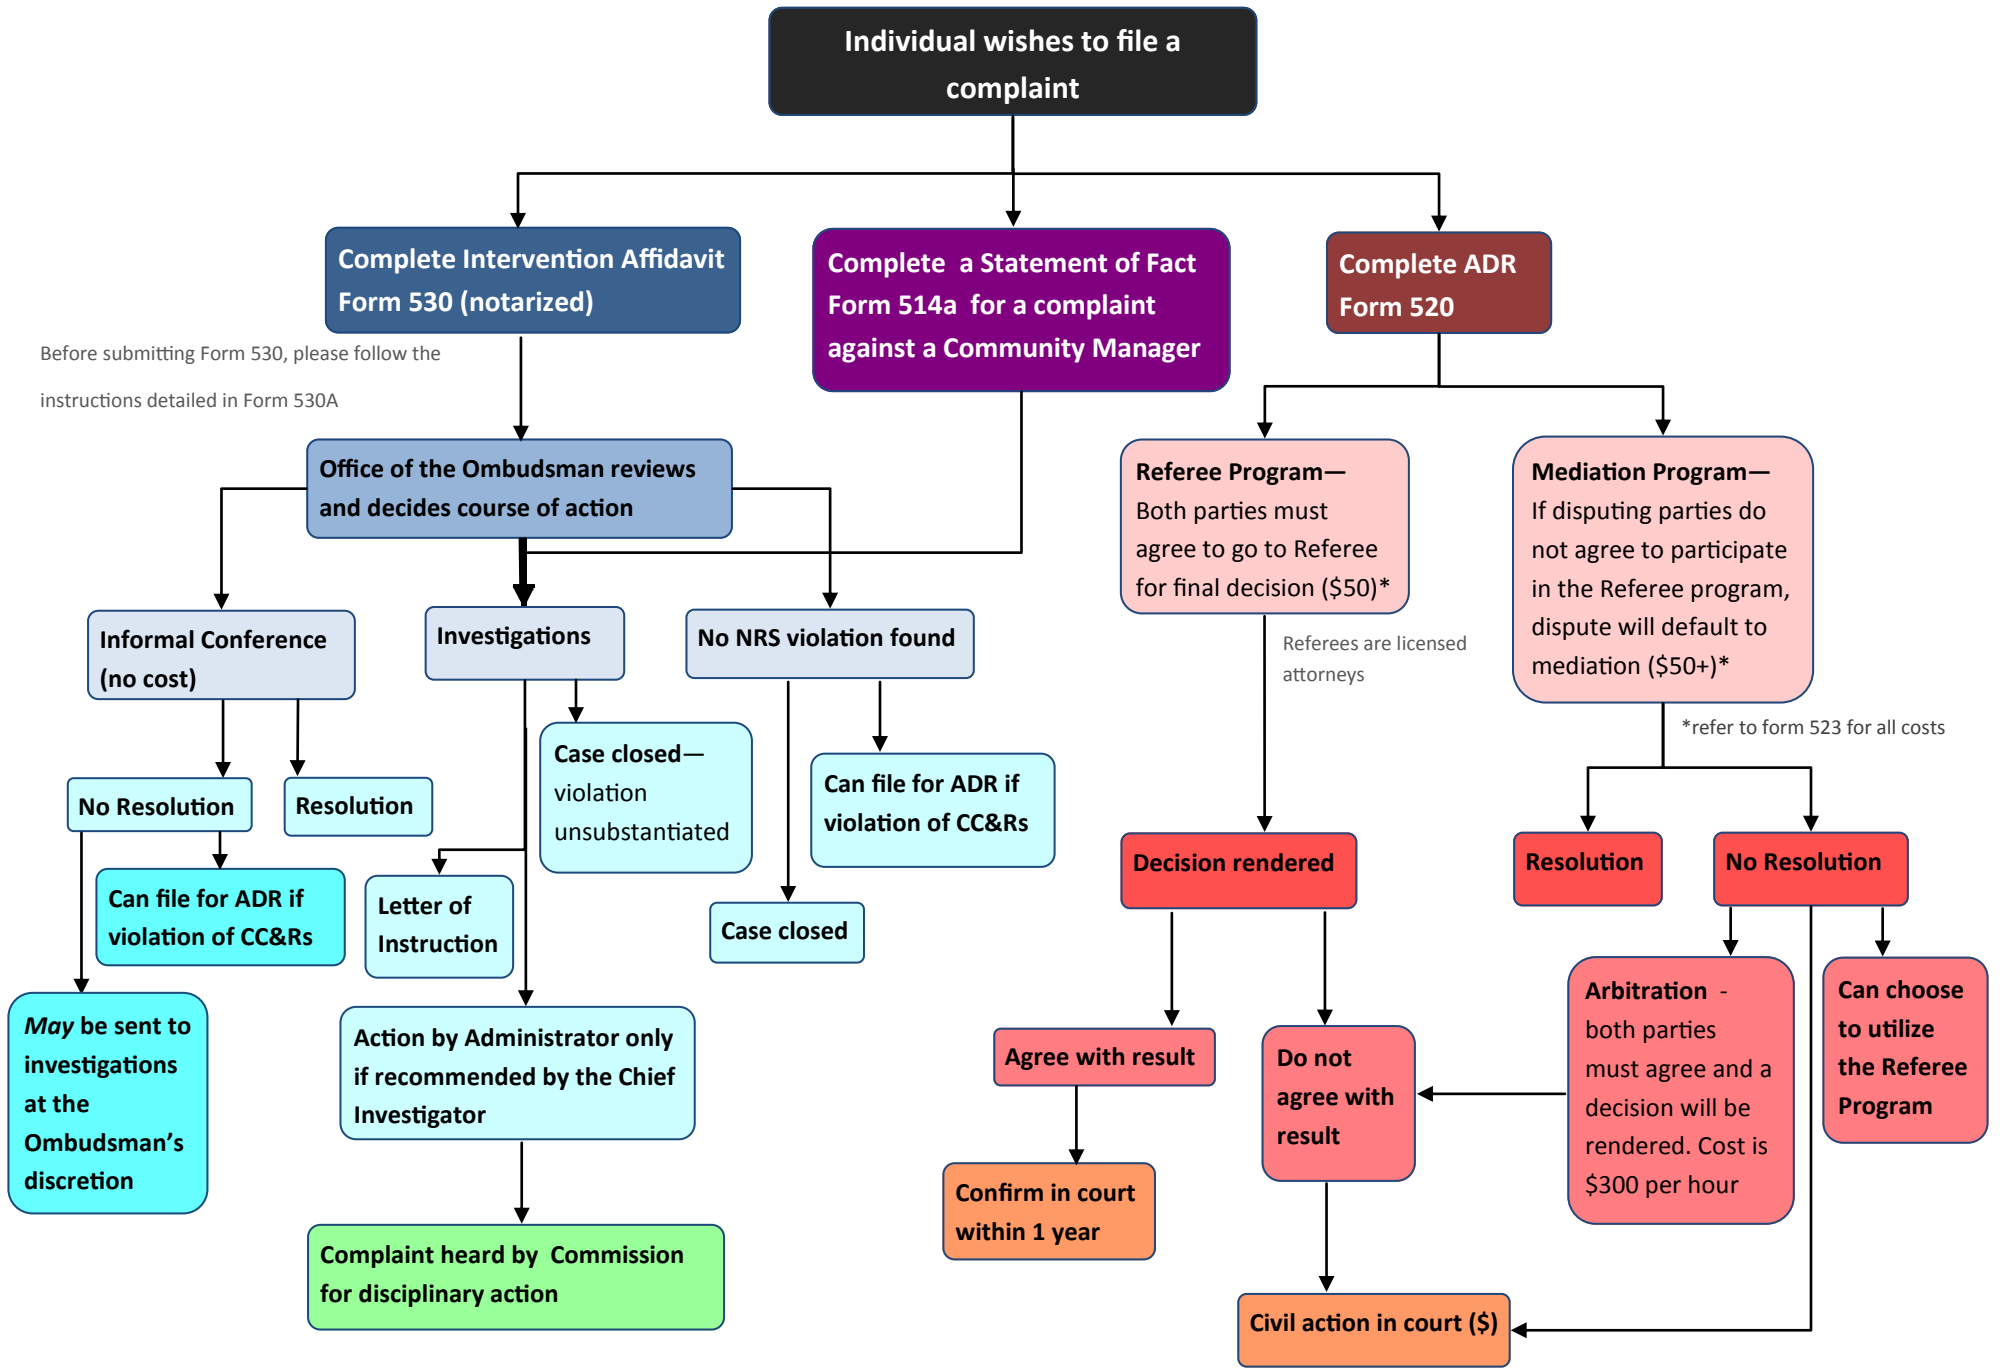 Individual wishes to file a
complaint
Complete Intervention Affidavit
Form 530 (notarized)
Complete a Statement of Fact
Form 514a for a complaint
against a Community Manager
Complete ADR
Form 520
Before submitting Form 530, please follow the
instructions detailed in Form 530A
Office of the Ombudsman reviews
and decides course of action
Referee Program—
Both parties must
agree to go to Referee
for final decision ($50)*
Mediation Program—
If disputing parties do
not agree to participate
in the Referee program,
dispute will default to
mediation ($50+)*
Referees are licensed
attorneys
*refer to form 523 for all costs
Informal Conference
(no cost)
Investigations
No NRS violation found
Case closed—
violation
unsubstantiated
Can file for ADR if
violation of CC&Rs
No Resolution
Resolution
Can file for ADR if
violation of CC&Rs
Letter of
Instruction
Case closed
Decision rendered
Resolution
No Resolution
May be sent to
investigations
at the
Ombudsman's
discretion
Action by Administrator only
if recommended by the Chief
Investigator
Agree with result
Do not
agree with
result
Arbitration -
both parties
must agree and a
decision will be
rendered. Cost is
$300 per hour
Can choose
to utilize
the Referee
Program
Confirm in court
within 1 year
Complaint heard by Commission
for disciplinary action
Civil action in court ($)